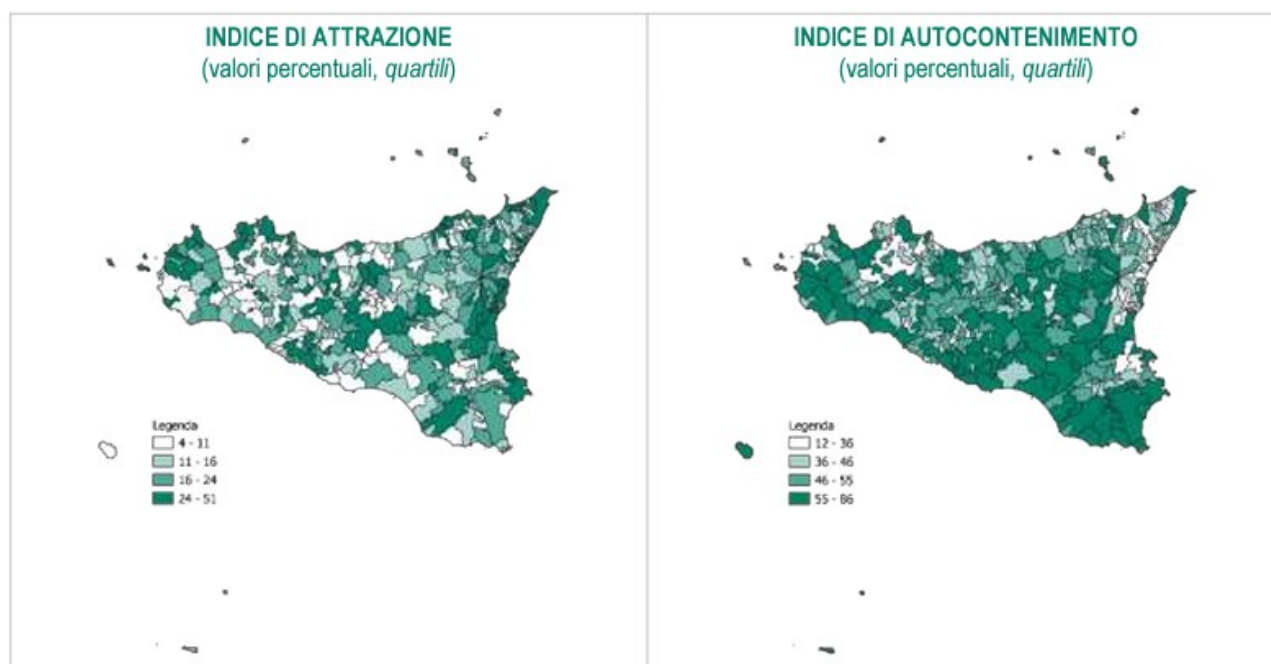 INDICE DI ATTRAZIONE
(valori percentuali, quartili)
Legenda
4 - 11
11 - 16
16 - 24
24 - 51
INDICE DI AUTOCONTENIMENTO
(valori percentuali, quartili)
Legenda
12 - 36
36 - 46
46 - 55
55 - 86